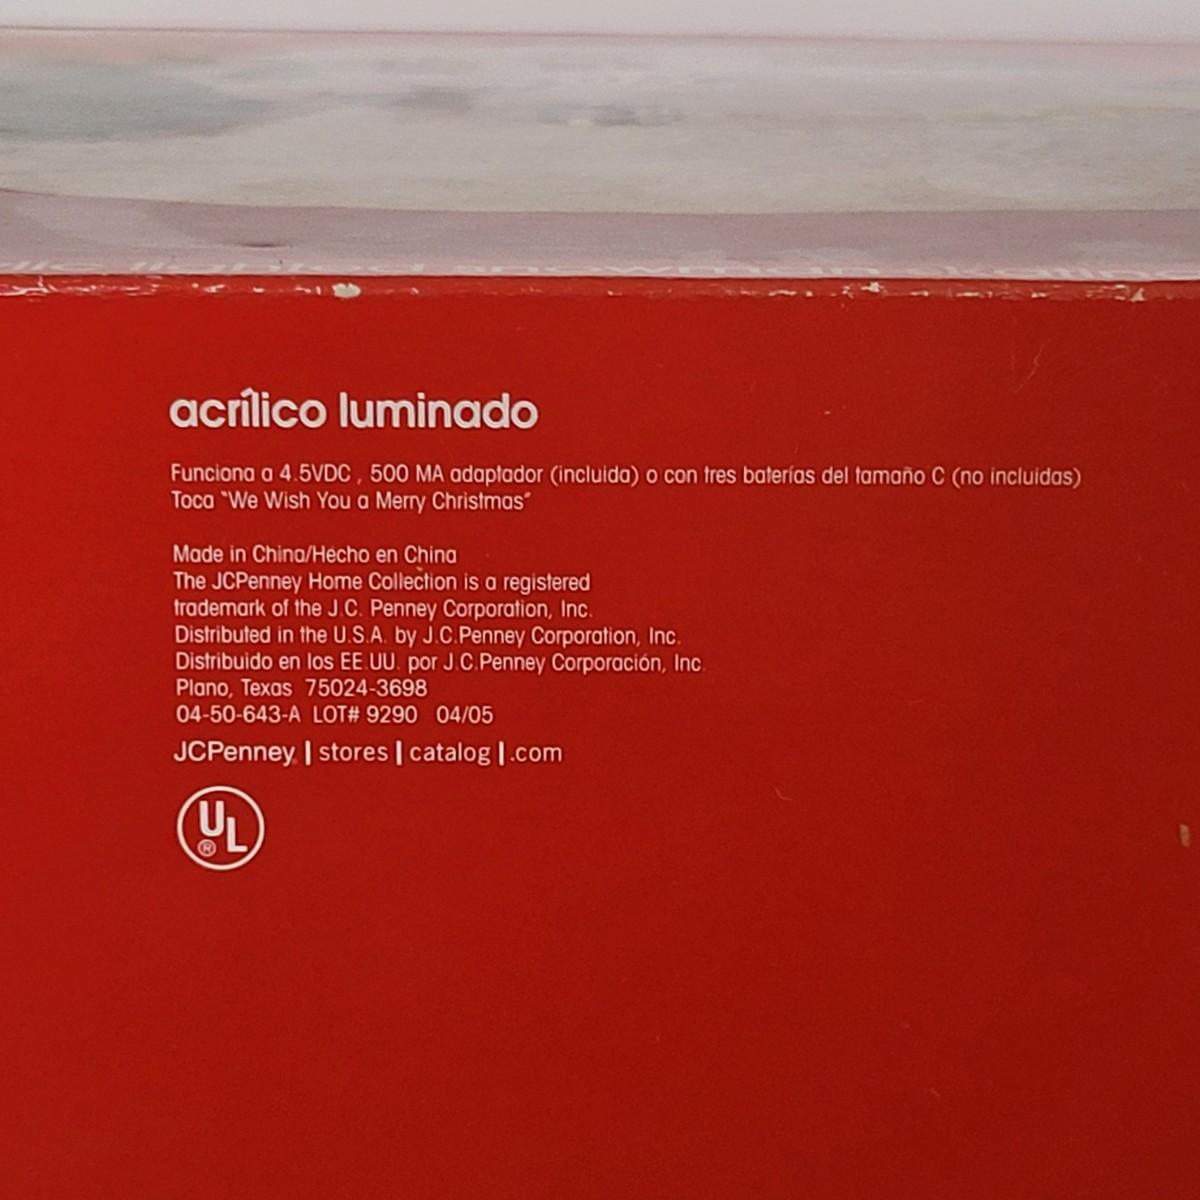 lighted snowman skating
acrílico luminado
Funciona a 4.5VDC , 500 MA adaptador (incluida) o con tres baterías del tamaño C (no incluidas)
Toca "We Wish You a Merry Christmas"
Made in China/Hecho en China
The JCPenney Home Collection is a registered
trademark of the J.C. Penney Corporation, Inc.
Distributed in the U.S.A. by J.C.Penney Corporation, Inc.
Distribuido en los EE.UU. por J.C.Penney Corporación, Inc.
Plano, Texas 75024-3698
04-50-643-A LOT# 9290 04/05
JCPenney | stores | catalog | .com
UL ®